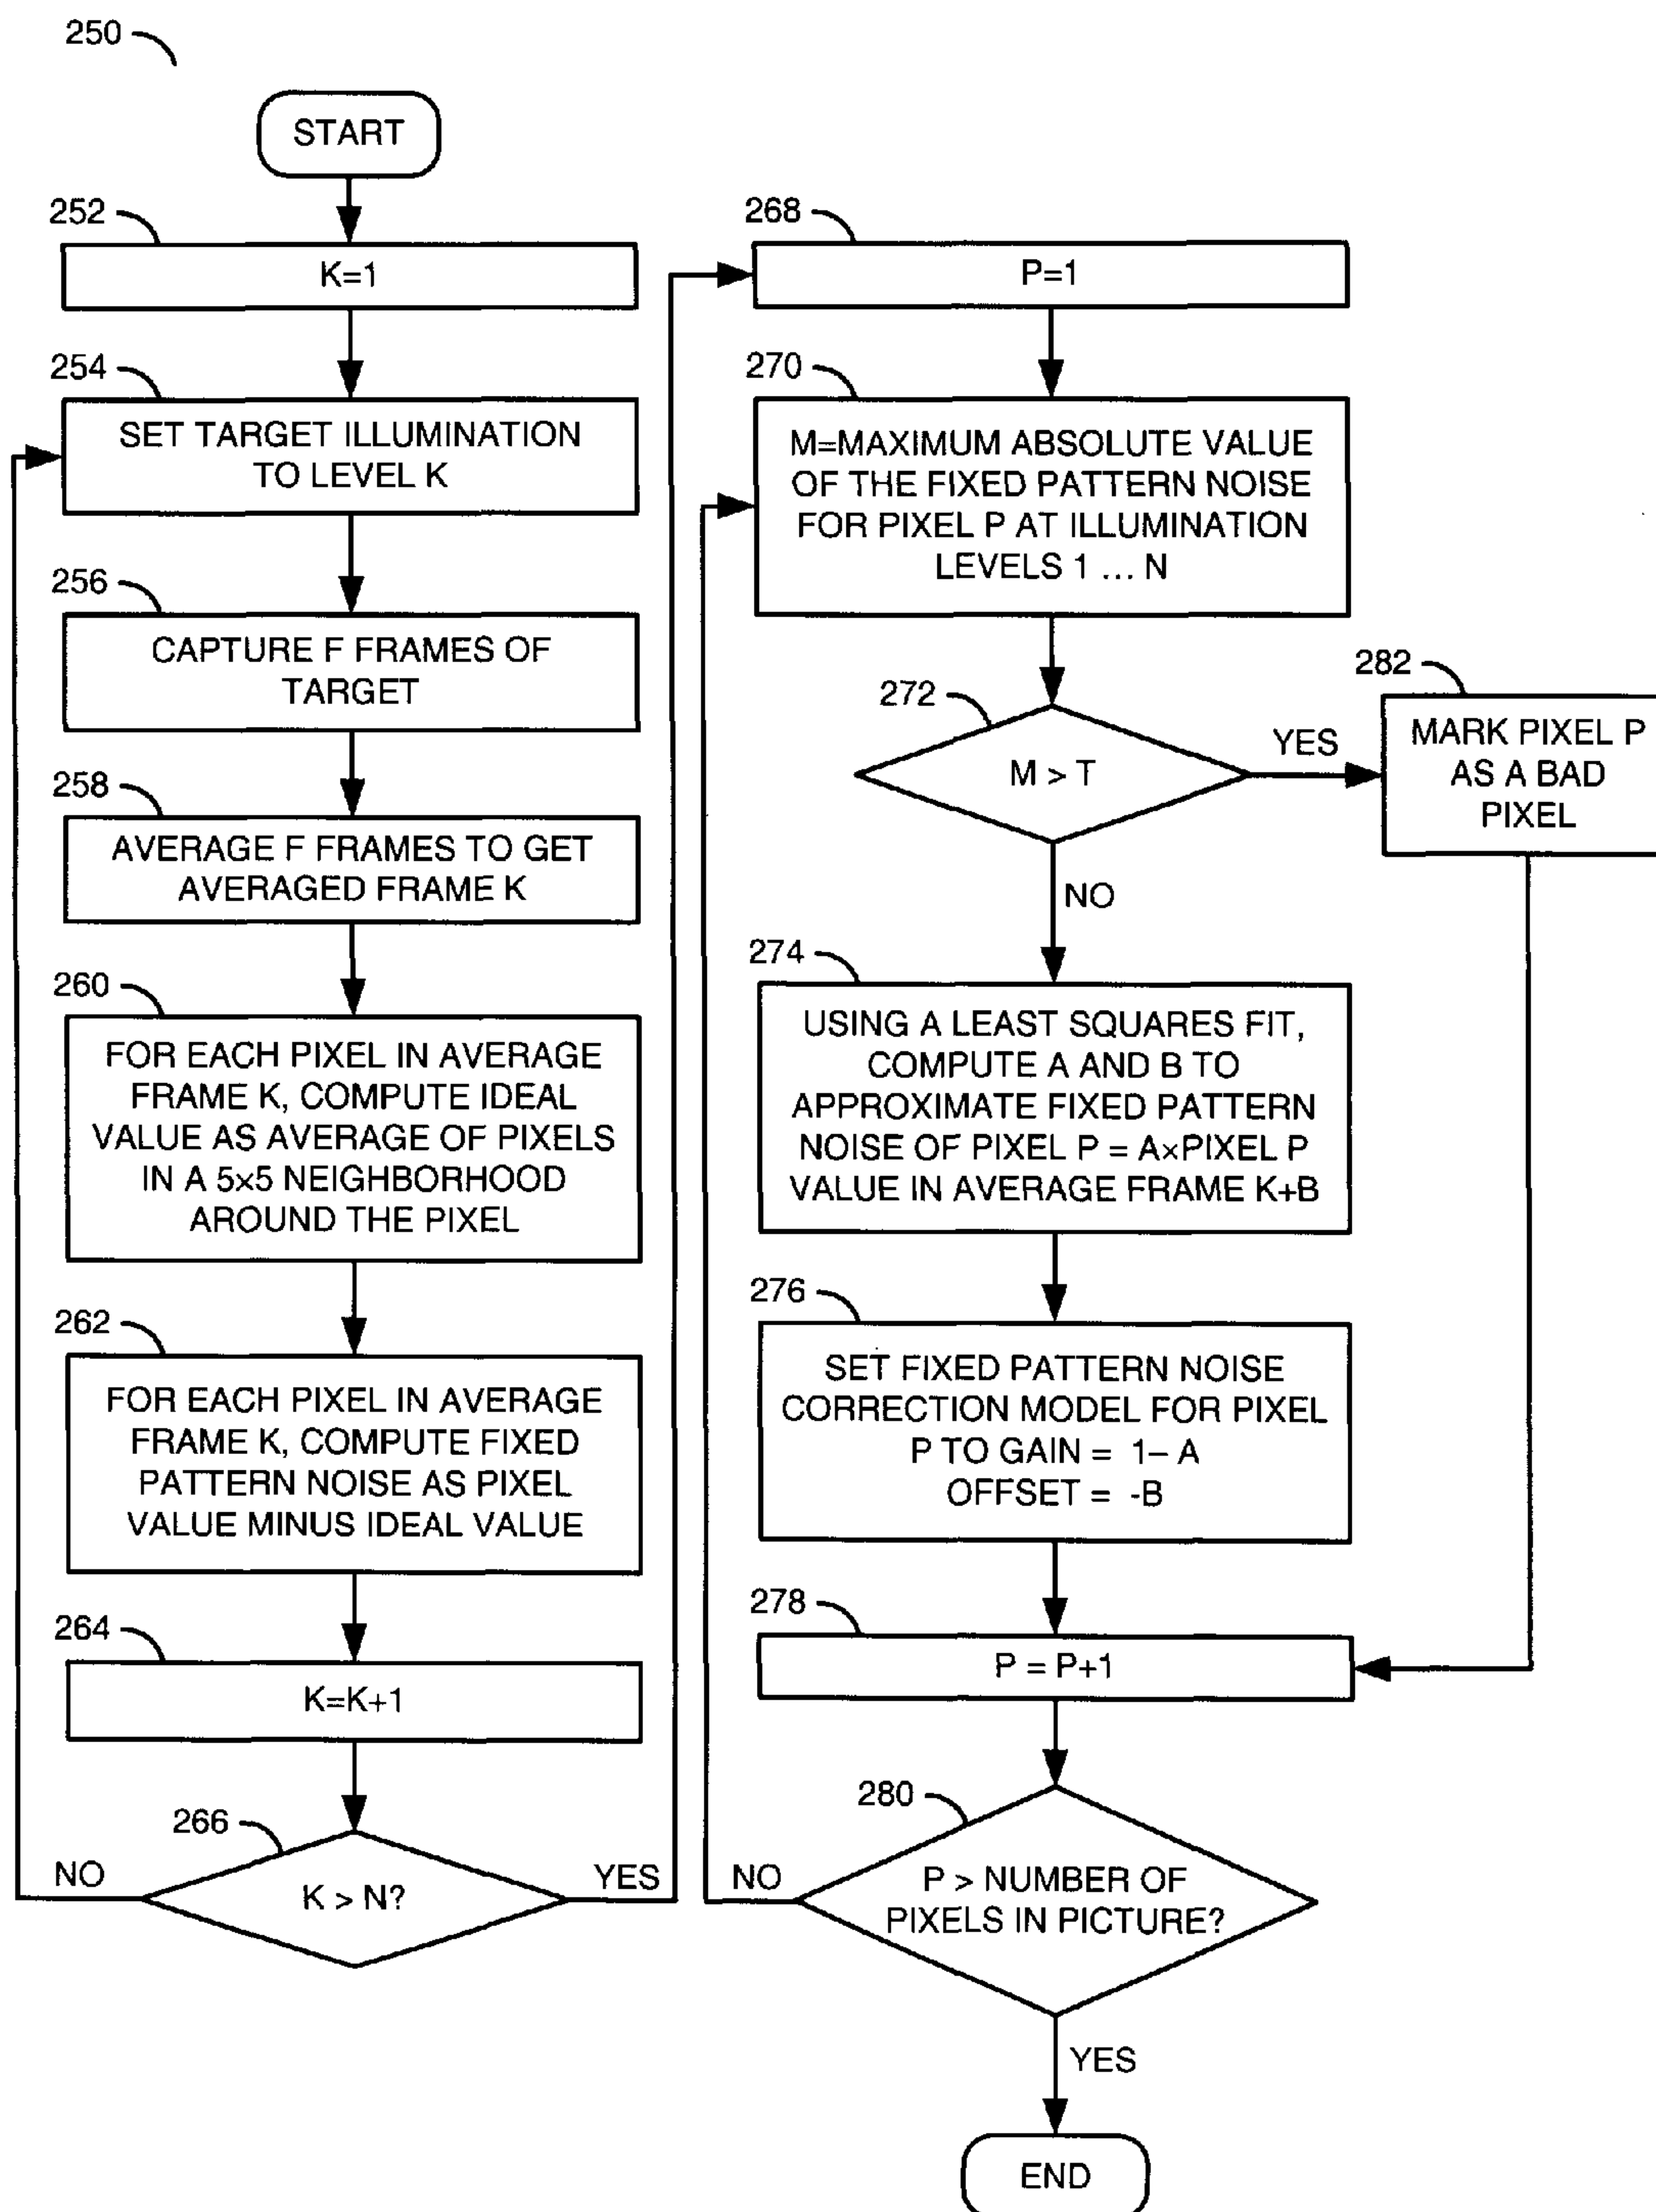 250
START
252
K=1
254
SET TARGET ILLUMINATION
TO LEVEL K
256
CAPTURE F FRAMES OF
TARGET
258
AVERAGE F FRAMES TO GET
AVERAGED FRAME K
260
FOR EACH PIXEL IN AVERAGE
FRAME K, COMPUTE IDEAL
VALUE AS AVERAGE OF PIXELS
IN A 5×5 NEIGHBORHOOD
AROUND THE PIXEL
262
FOR EACH PIXEL IN AVERAGE
FRAME K, COMPUTE FIXED
PATTERN NOISE AS PIXEL
VALUE MINUS IDEAL VALUE
264
K=K+1
266
NO
K > N?
YES
268
P=1
270
M=MAXIMUM ABSOLUTE VALUE
OF THE FIXED PATTERN NOISE
FOR PIXEL P AT ILLUMINATION
LEVELS 1 ... N
272
M > T
YES
282
MARK PIXEL P
AS A BAD
PIXEL
NO
274
USING A LEAST SQUARES FIT,
COMPUTE A AND B TO
APPROXIMATE FIXED PATTERN
NOISE OF PIXEL P = A×PIXEL P
VALUE IN AVERAGE FRAME K+B
276
SET FIXED PATTERN NOISE
CORRECTION MODEL FOR PIXEL
P TO GAIN = 1– A
OFFSET = -B
278
P = P+1
280
NO
P > NUMBER OF
PIXELS IN PICTURE?
YES
END